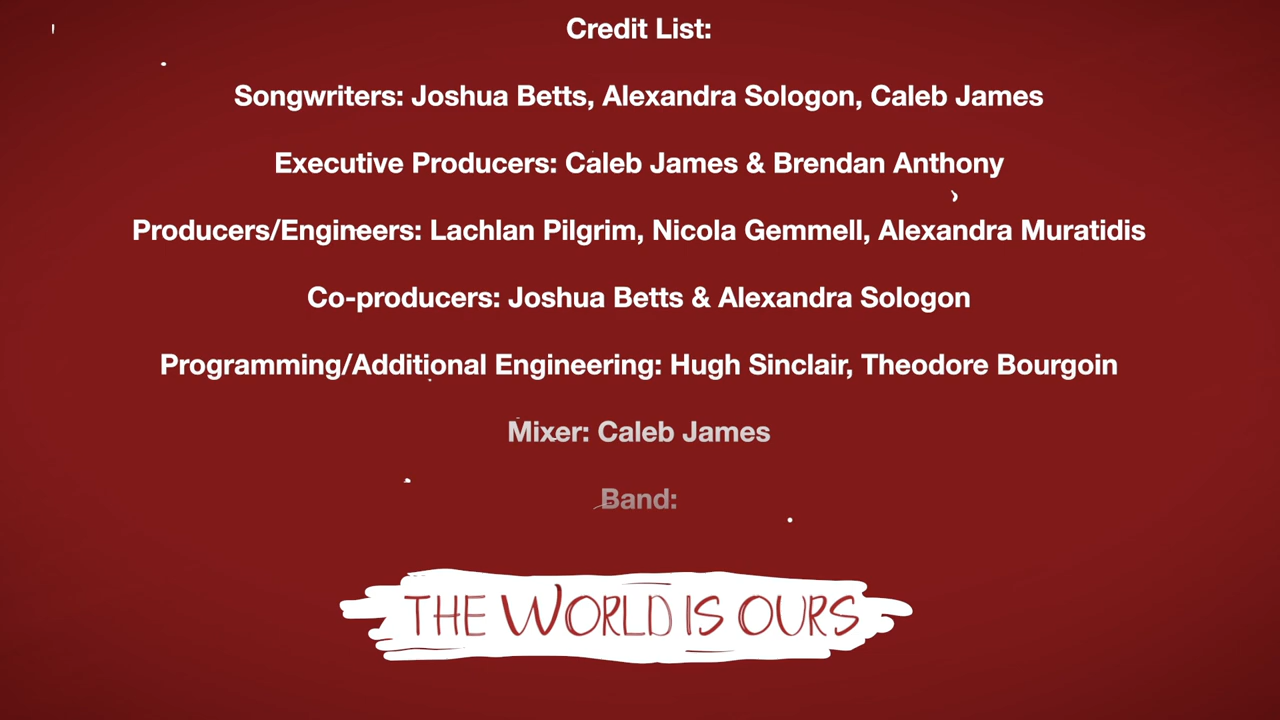 Credit List:
Songwriters: Joshua Betts, Alexandra Sologon, Caleb James
Executive Producers: Caleb James & Brendan Anthony
Producers/Engineers: Lachlan Pilgrim, Nicola Gemmell, Alexandra Muratidis
Co-producers: Joshua Betts & Alexandra Sologon
Programming/Additional Engineering: Hugh Sinclair, Theodore Bourgoin
Mixer: Caleb James
Band:
THE WORLD IS OURS